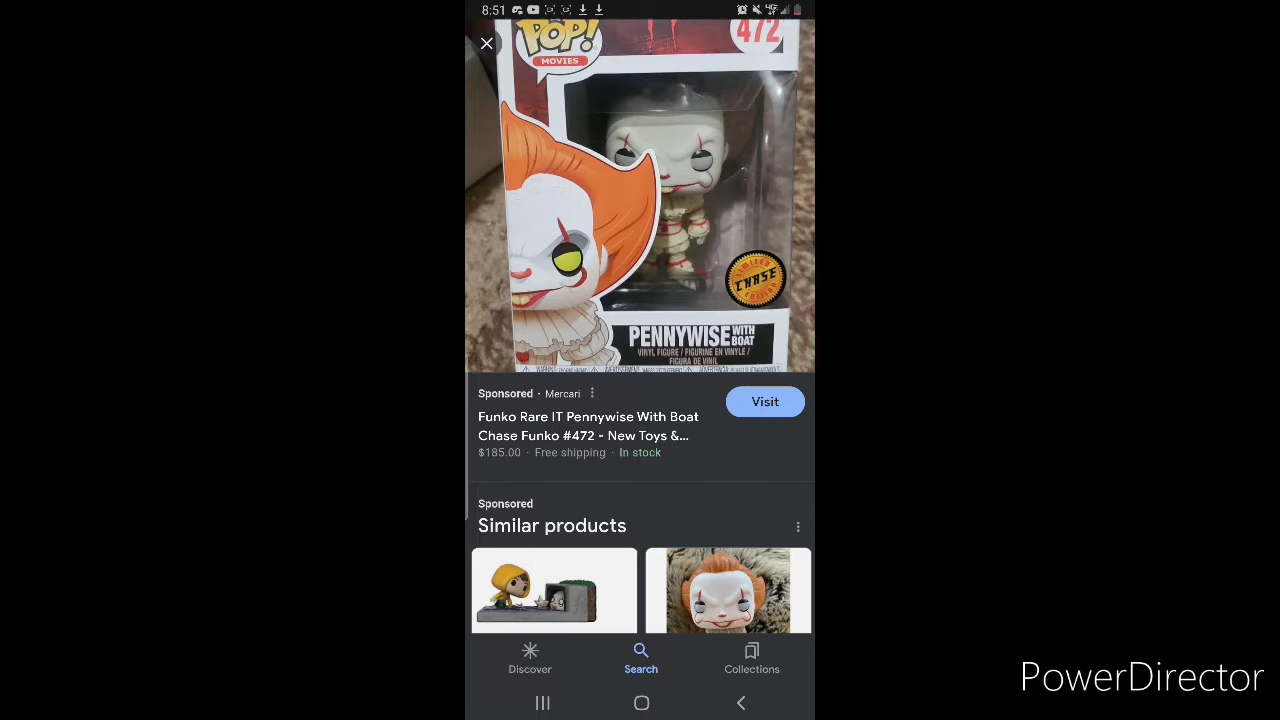 8:51
POP!
MOVIES
472
LIMITED
CHASE
EDITION
PENNYWISE WITH BOAT
VINYL FIGURE / FIGURINE EN VINYLE /
FIGURA DE VINIL
Sponsored · Mercari
Visit
Funko Rare IT Pennywise With Boat
Chase Funko #472 - New Toys &...
$185.00 · Free shipping · In stock
Sponsored
Similar products
Discover
Search
Collections
PowerDirector